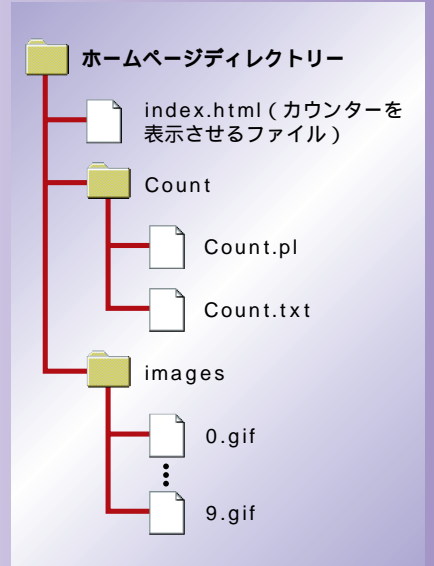 ホームページディレクトリー
index.html(カウンターを
表示させるファイル)
Count
Count.pl
Count.txt
images
0.gif
9.gif